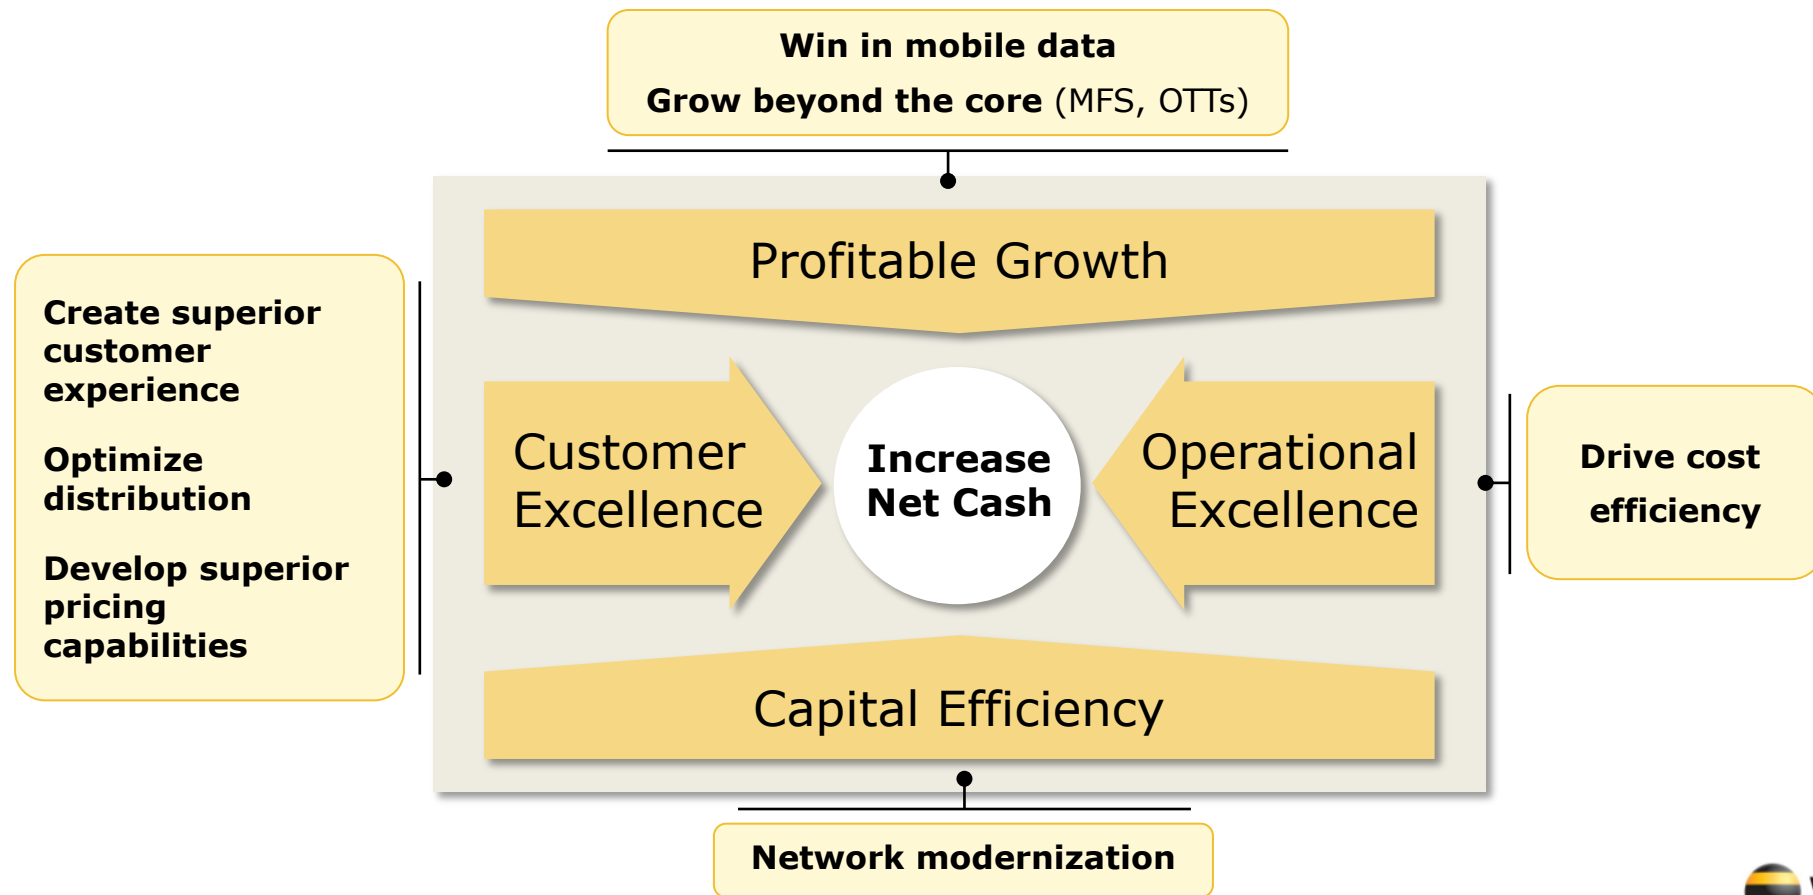 Win in mobile data
Grow beyond the core (MFS, OTTs)
Profitable Growth
Create superior
customer
experience
Optimize
distribution
Develop superior
pricing
capabilities
Customer
Excellence
Increase
Net Cash
Operational
Excellence
Drive cost
efficiency
Capital Efficiency
Network modernization